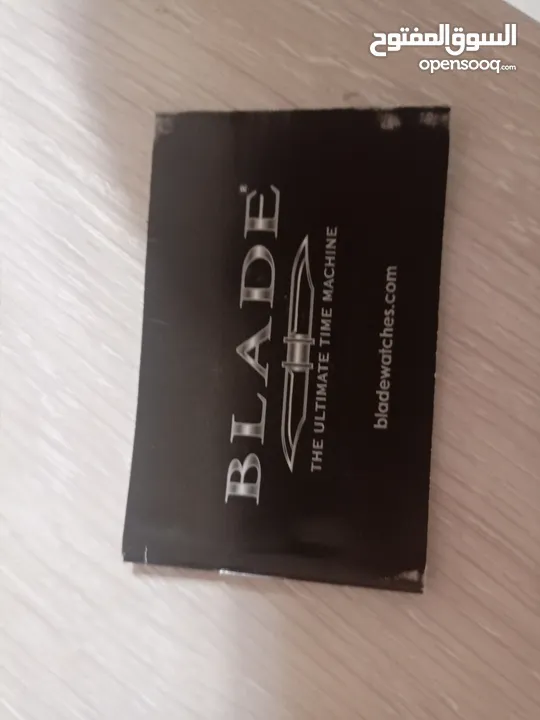 السوق المفتوح
opensooq.com
BLADE®
THE ULTIMATE TIME MACHINE
bladewatches.com